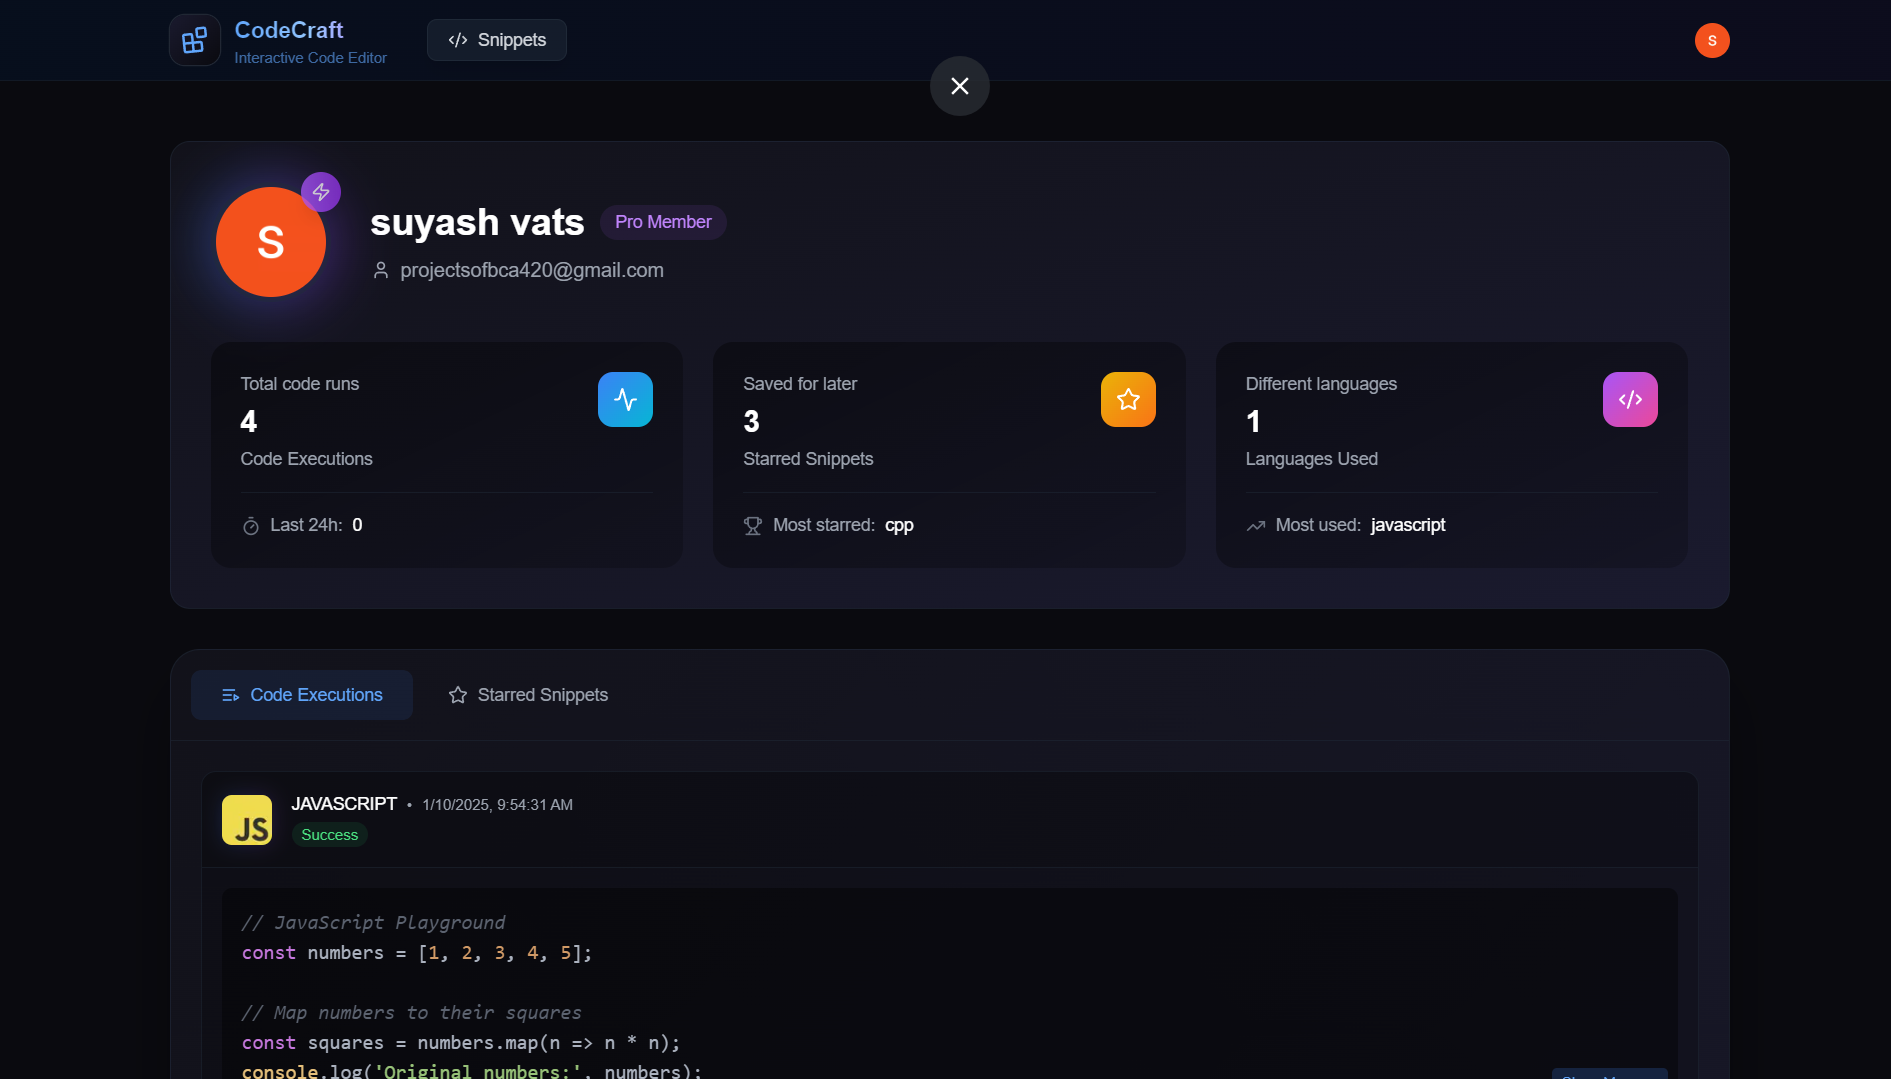 CodeCraft
Interactive Code Editor
</> Snippets
S
S
suyash vats
Pro Member
projectsofbca420@gmail.com
Total code runs
4
Code Executions
Last 24h: 0
Saved for later
3
Starred Snippets
Most starred: cpp
Different languages
1
Languages Used
Most used: javascript
Code Executions
Starred Snippets
JS
JAVASCRIPT • 1/10/2025, 9:54:31 AM
Success
// JavaScript Playground
const numbers = [1, 2, 3, 4, 5];
// Map numbers to their squares
const squares = numbers.map(n => n * n);
console.log('Original numbers:', numbers);